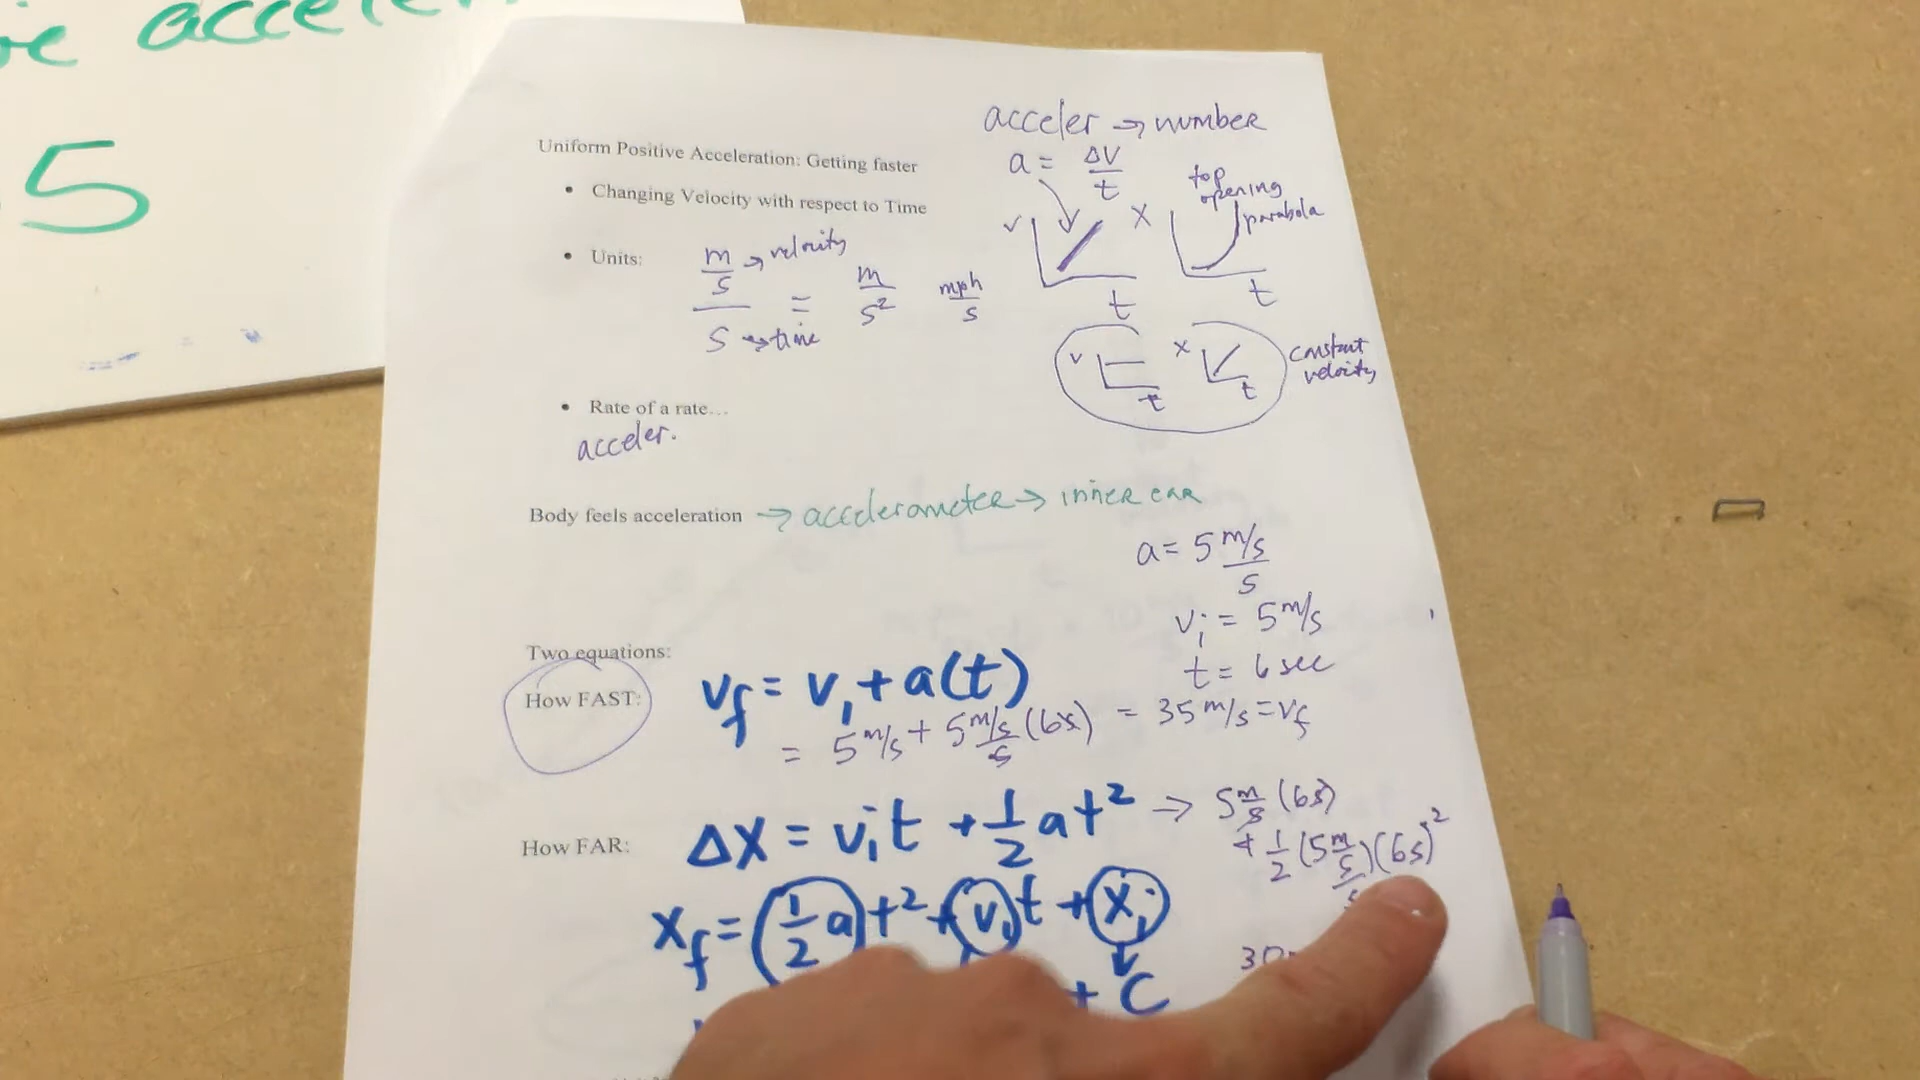 accele
5
acceler → number
Uniform Positive Acceleration: Getting faster
a = ΔV/t
• Changing Velocity with respect to Time
top opening parabola
v t
x t
• Units: m/s → velocity / s → time = m/s² mph/s
v t x t constant velocity
• Rate of a rate...
acceler.
Body feels acceleration → accelerometer → inner ear
a = 5 m/s/s
vi = 5 m/s
t = 6 sec
Two equations:
How FAST: vf = vi + a(t)
= 5 m/s + 5 m/s/s (6s) = 35 m/s = vf
How FAR: Δx = vit + 1/2 at² → 5 m/s (6s)
+ 1/2 (5 m/s/s)(6s)²
xf = (1/2 a)t² + vit + xi
30
+ C